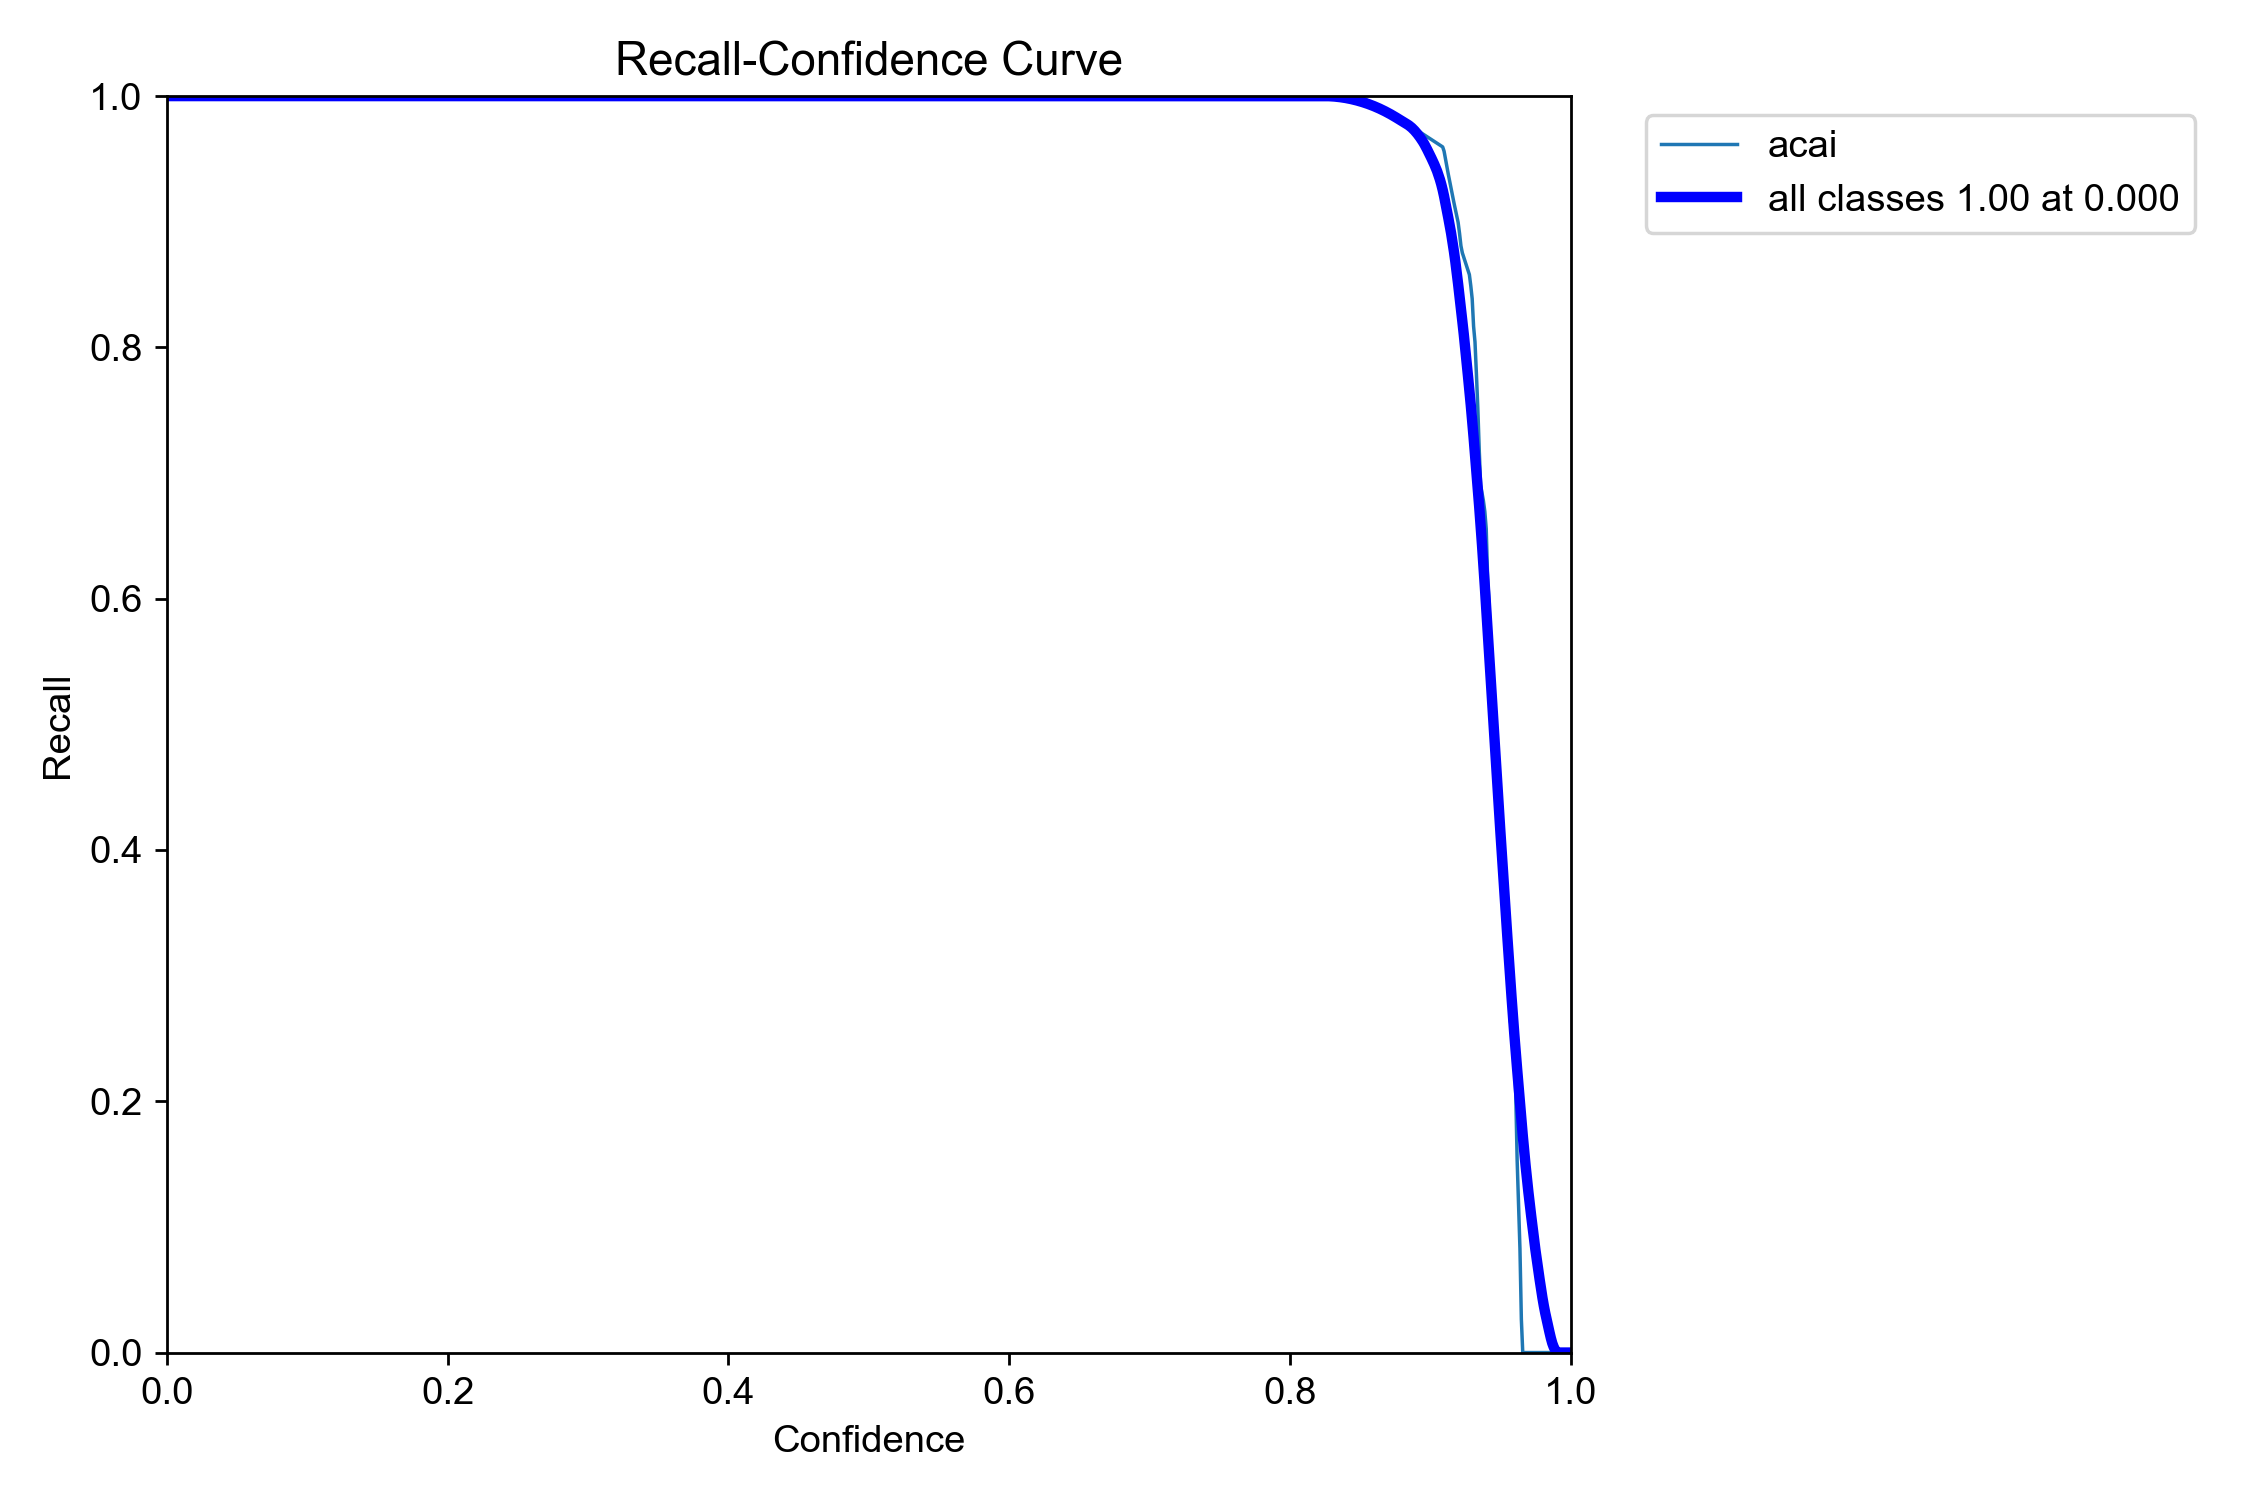 Recall-Confidence Curve
1.0
0.8
0.6
0.4
0.2
0.0
Recall
0.0 0.2 0.4 0.6 0.8 1.0
Confidence
acai
all classes 1.00 at 0.000